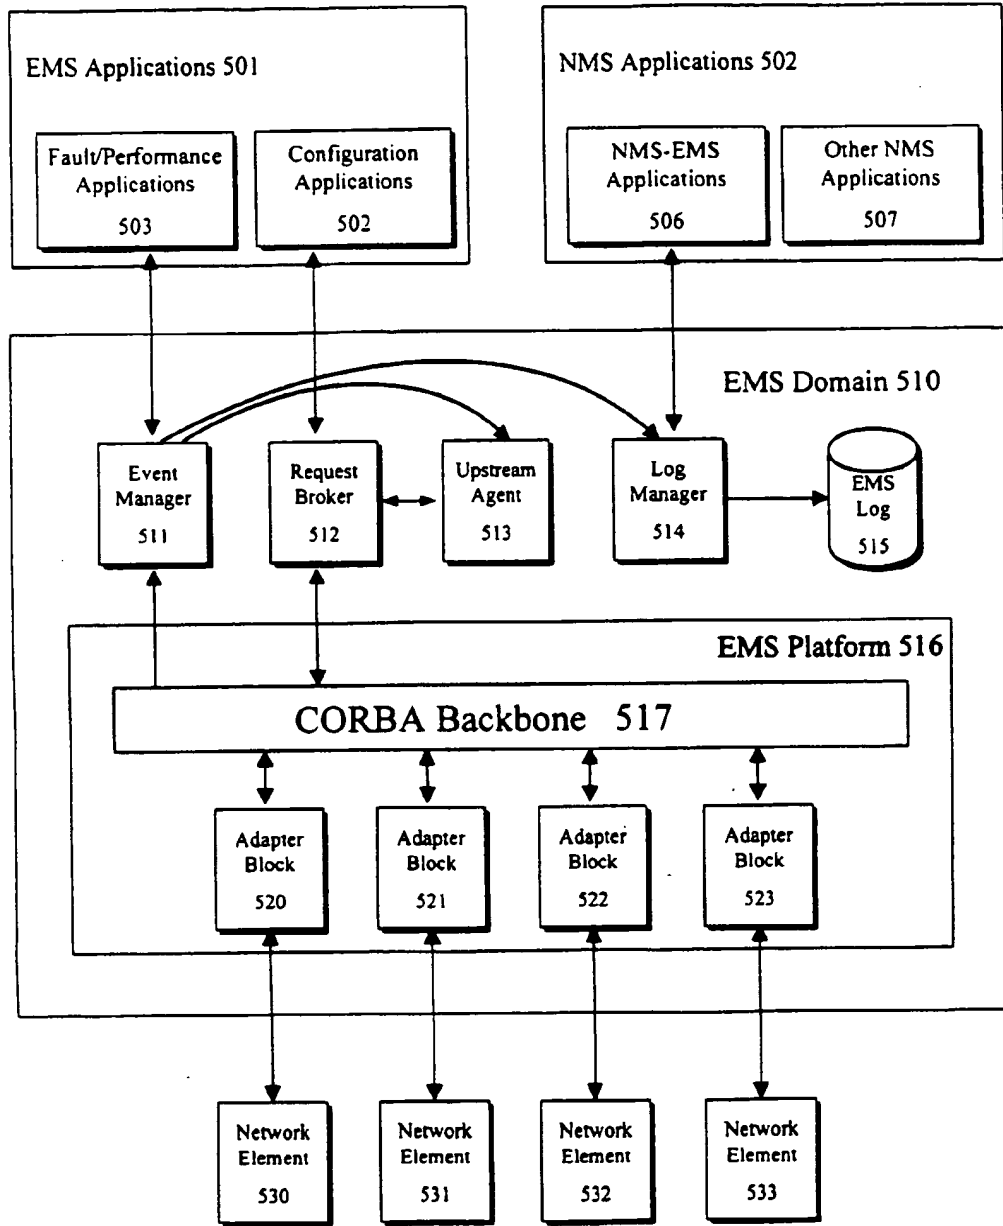 EMS Applications 501
NMS Applications 502
Fault/Performance
Applications
503
Configuration
Applications
502
NMS-EMS
Applications
506
Other NMS
Applications
507
EMS Domain 510
Event
Manager
511
Request
Broker
512
Upstream
Agent
513
Log
Manager
514
EMS
Log
515
EMS Platform 516
CORBA Backbone 517
Adapter
Block
520
Adapter
Block
521
Adapter
Block
522
Adapter
Block
523
Network
Element
530
Network
Element
531
Network
Element
532
Network
Element
533